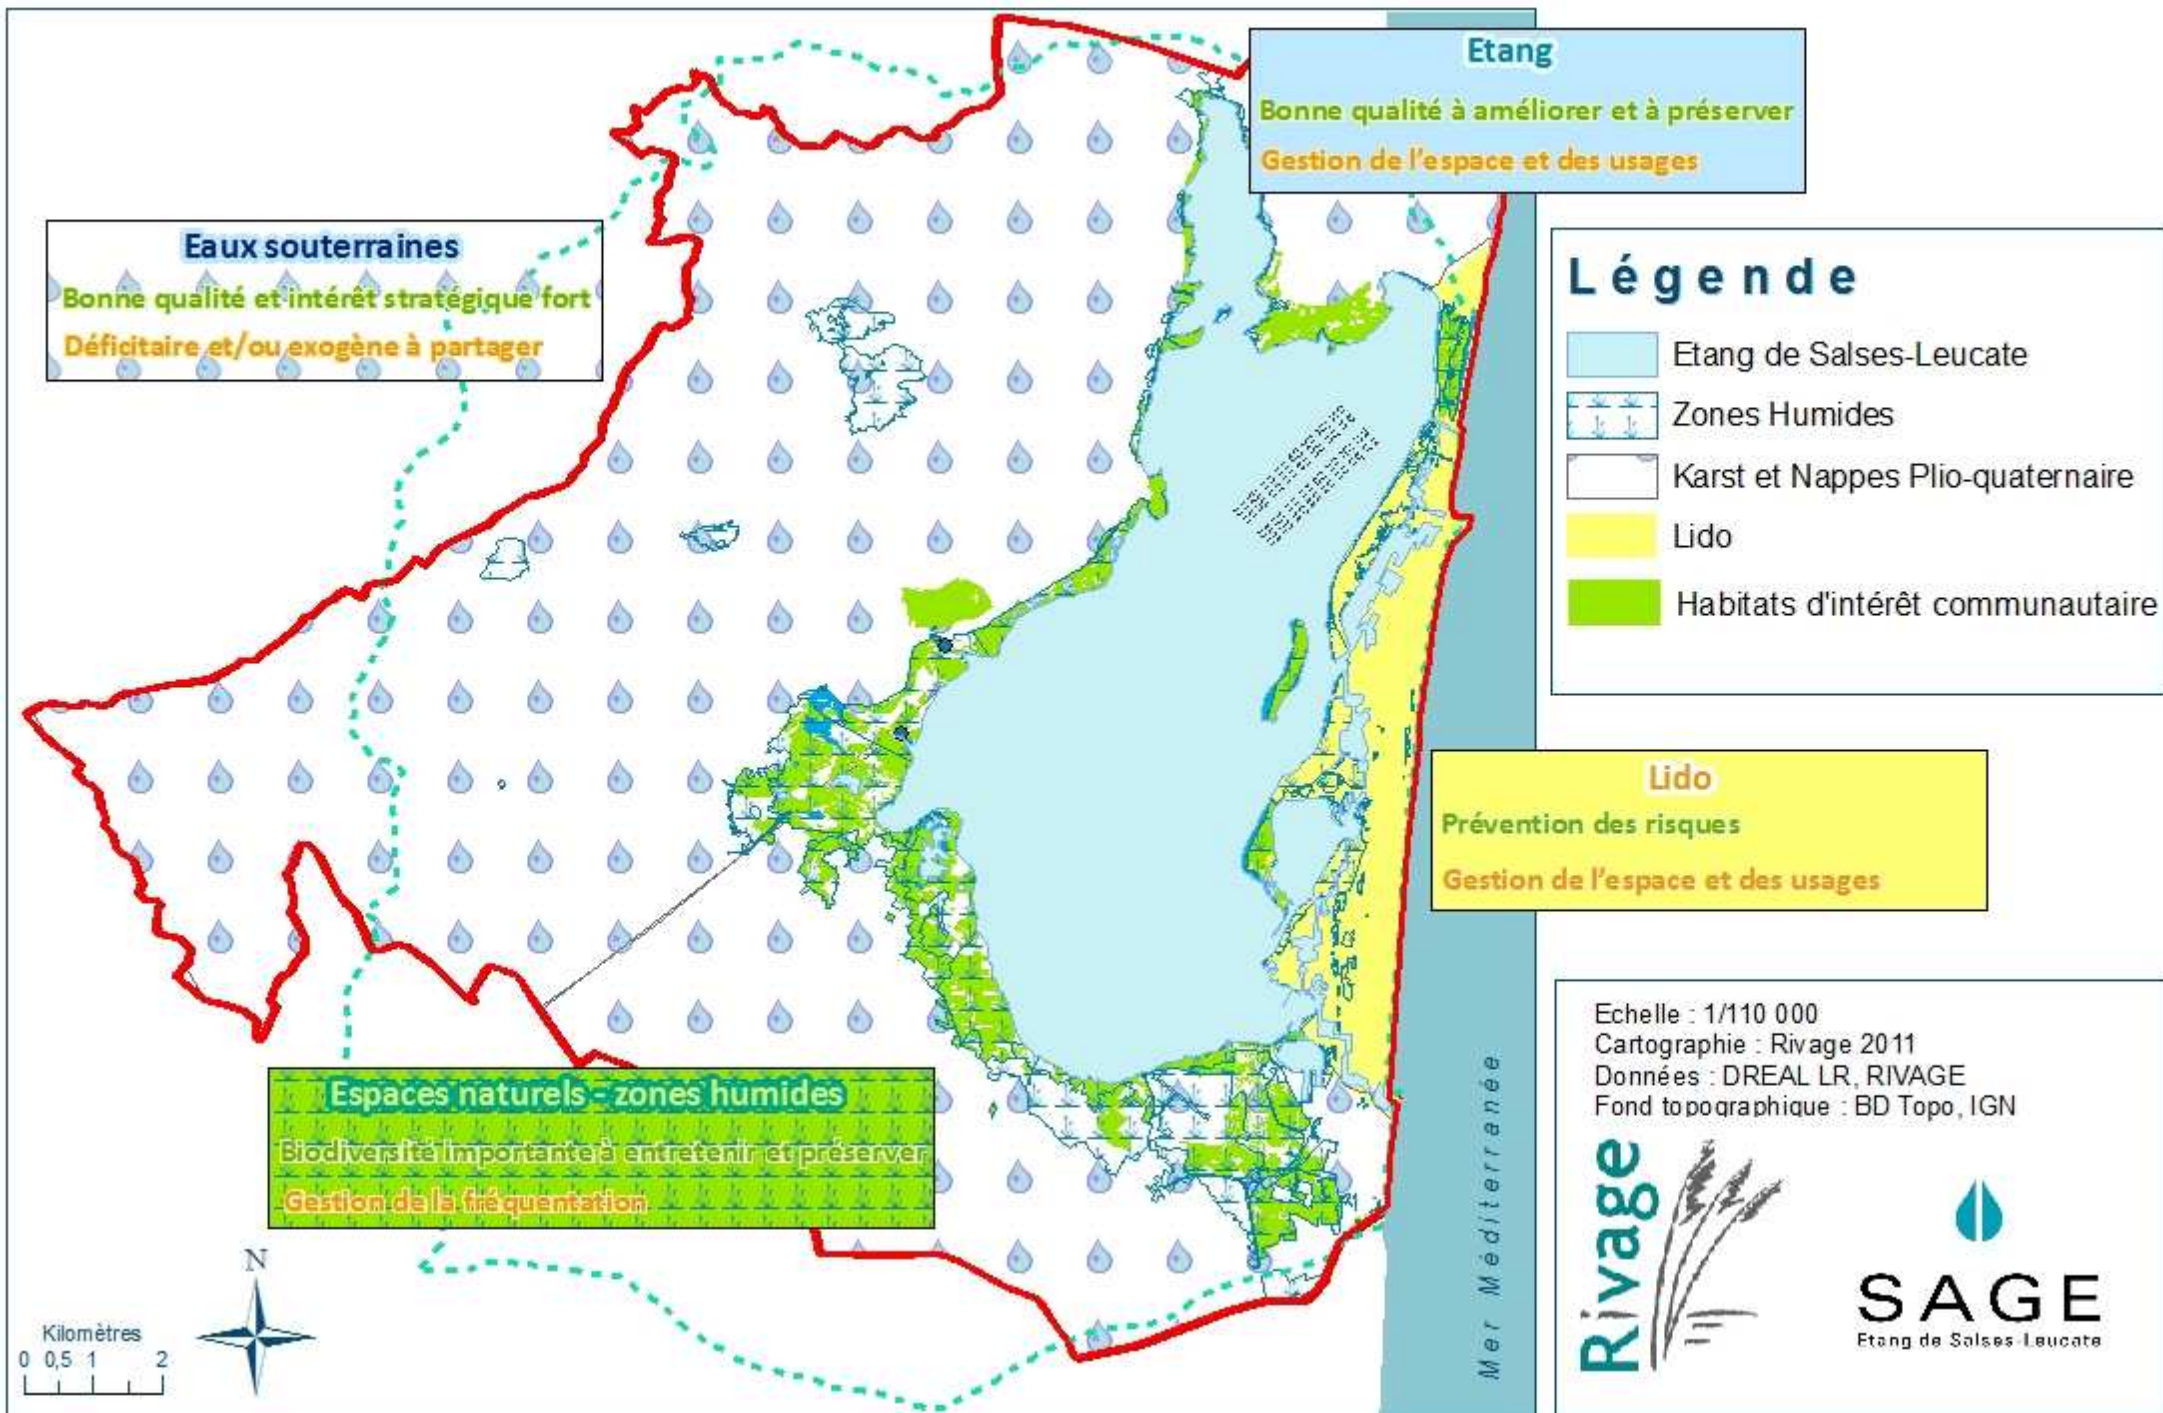 Etang
Bonne qualité à améliorer et à préserver
Gestion de l'espace et des usages
Eaux souterraines
Bonne qualité et intérêt stratégique fort
Déficitaire et/ou exogène à partager
Légende
Etang de Salses-Leucate
Zones Humides
Karst et Nappes Plio-quaternaire
Lido
Habitats d'intérêt communautaire
Lido
Prévention des risques
Gestion de l'espace et des usages
Espaces naturels - zones humides
Biodiversité importante à entretenir et préserver
Gestion de la fréquentation
Mer Méditerranée
Echelle : 1/110 000
Cartographie : Rivage 2011
Données : DREAL LR, RIVAGE
Fond topographique : BD Topo, IGN
Rivage
SAGE
Etang de Salses-Leucate
N
Kilomètres
0 0,5 1 2